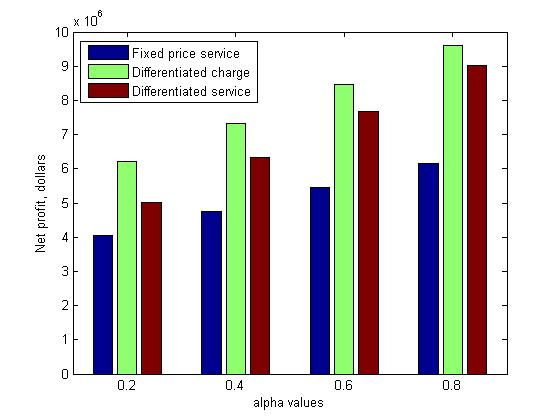 x 10^6
10
9
8
7
6
5
4
3
2
1
0
Net profit, dollars
Fixed price service
Differentiated charge
Differentiated service
0.2 0.4 0.6 0.8
alpha values